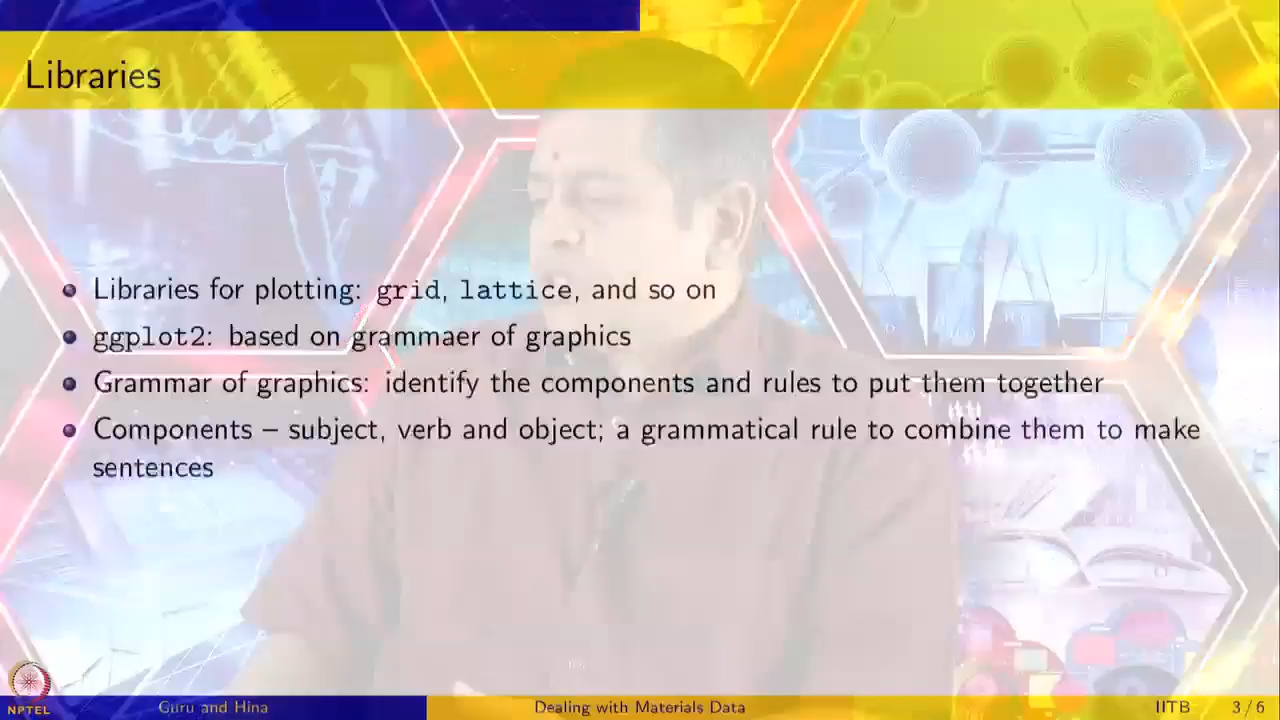 Libraries
Libraries for plotting: grid, lattice, and so on
ggplot2: based on grammaer of graphics
Grammar of graphics: identify the components and rules to put them together
Components – subject, verb and object; a grammatical rule to combine them to make
sentences
NPTEL
Guru and Hina
Dealing with Materials Data
IITB
3 / 6